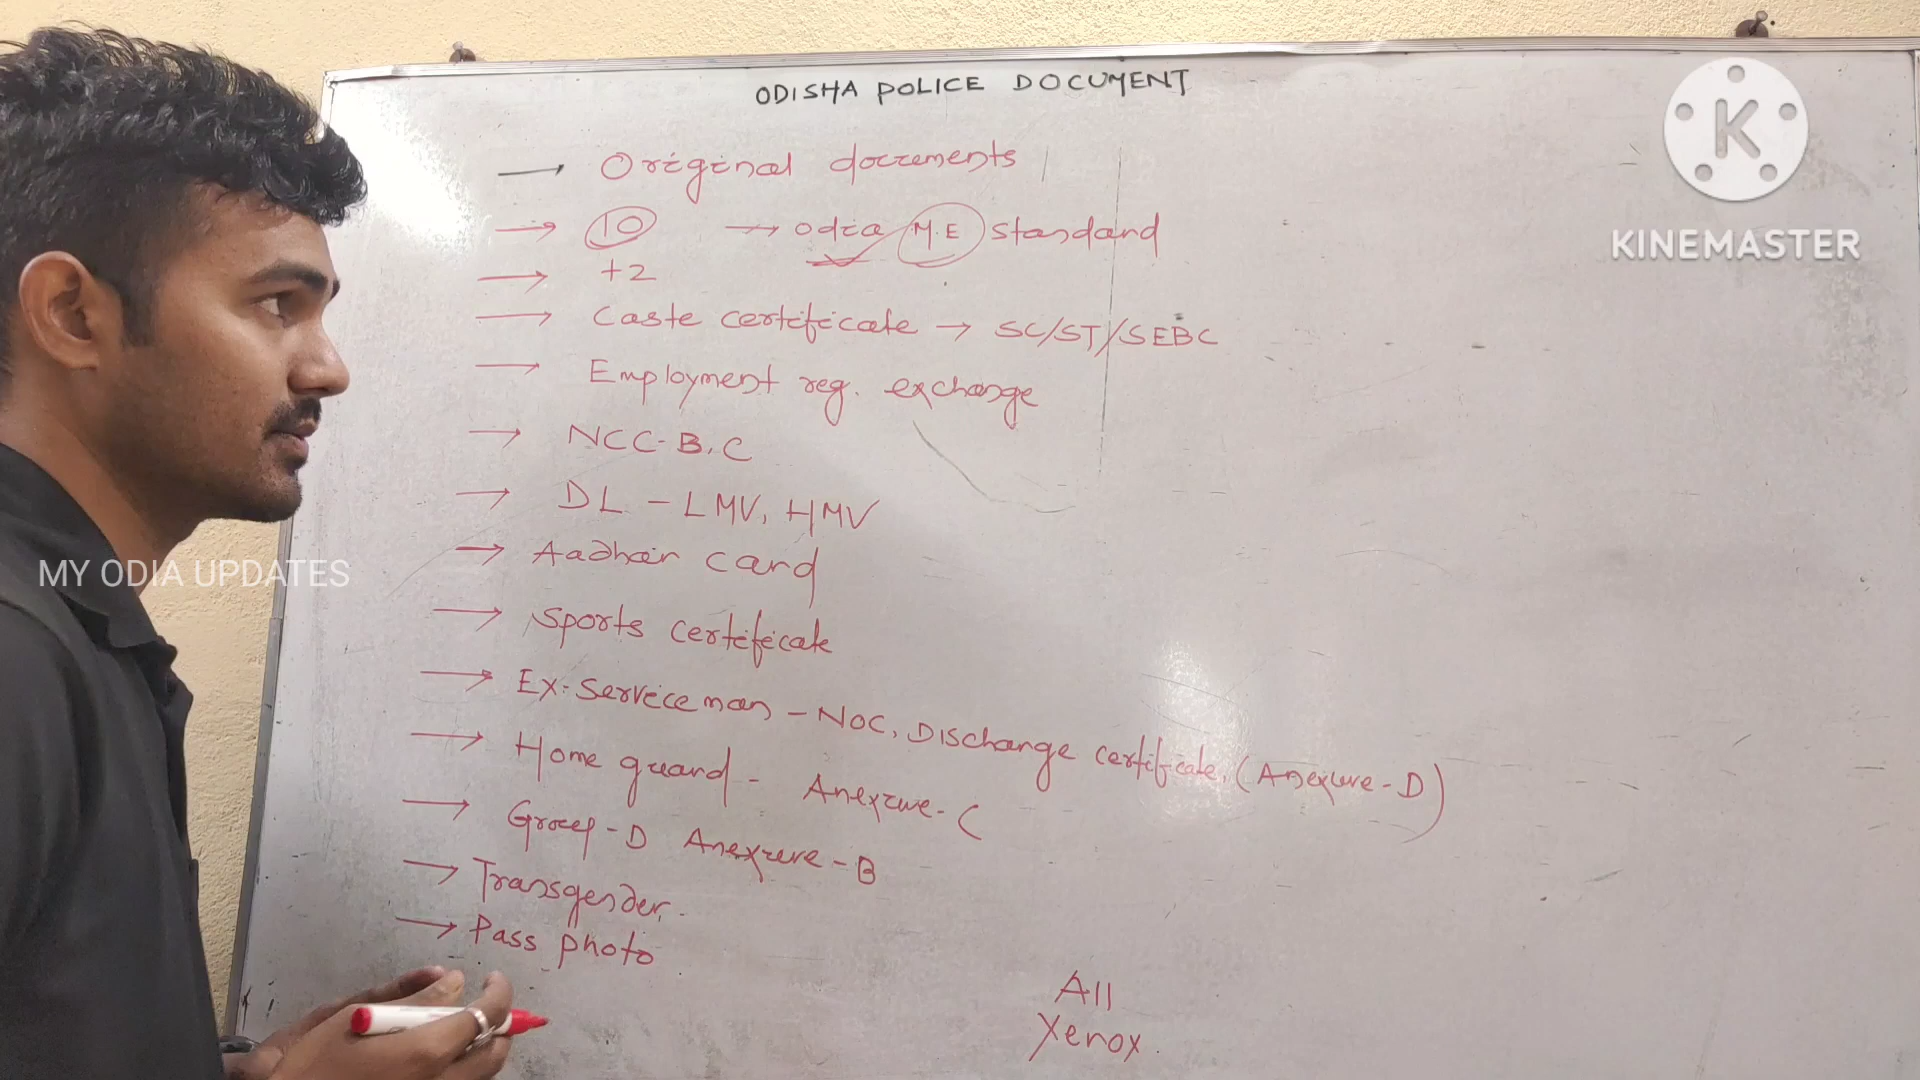 ODISHA POLICE DOCUMENT
K
KINEMASTER
→ Original documents
→ 10 → odia M.E standard
→ +2
→ Caste certificate → SC/ST/SEBC
→ Employment reg. exchange
→ NCC-B.C
→ DL - LMV, HMV
→ Aadhar card
MY ODIA UPDATES
→ Sports certificate
→ Ex-Service man - NOC, Discharge certificate, (Anexure-D)
→ Home guard - Anexure-C
→ Group-D Anexure-B
→ Transgender.
→ Pass photo
All
Xerox.